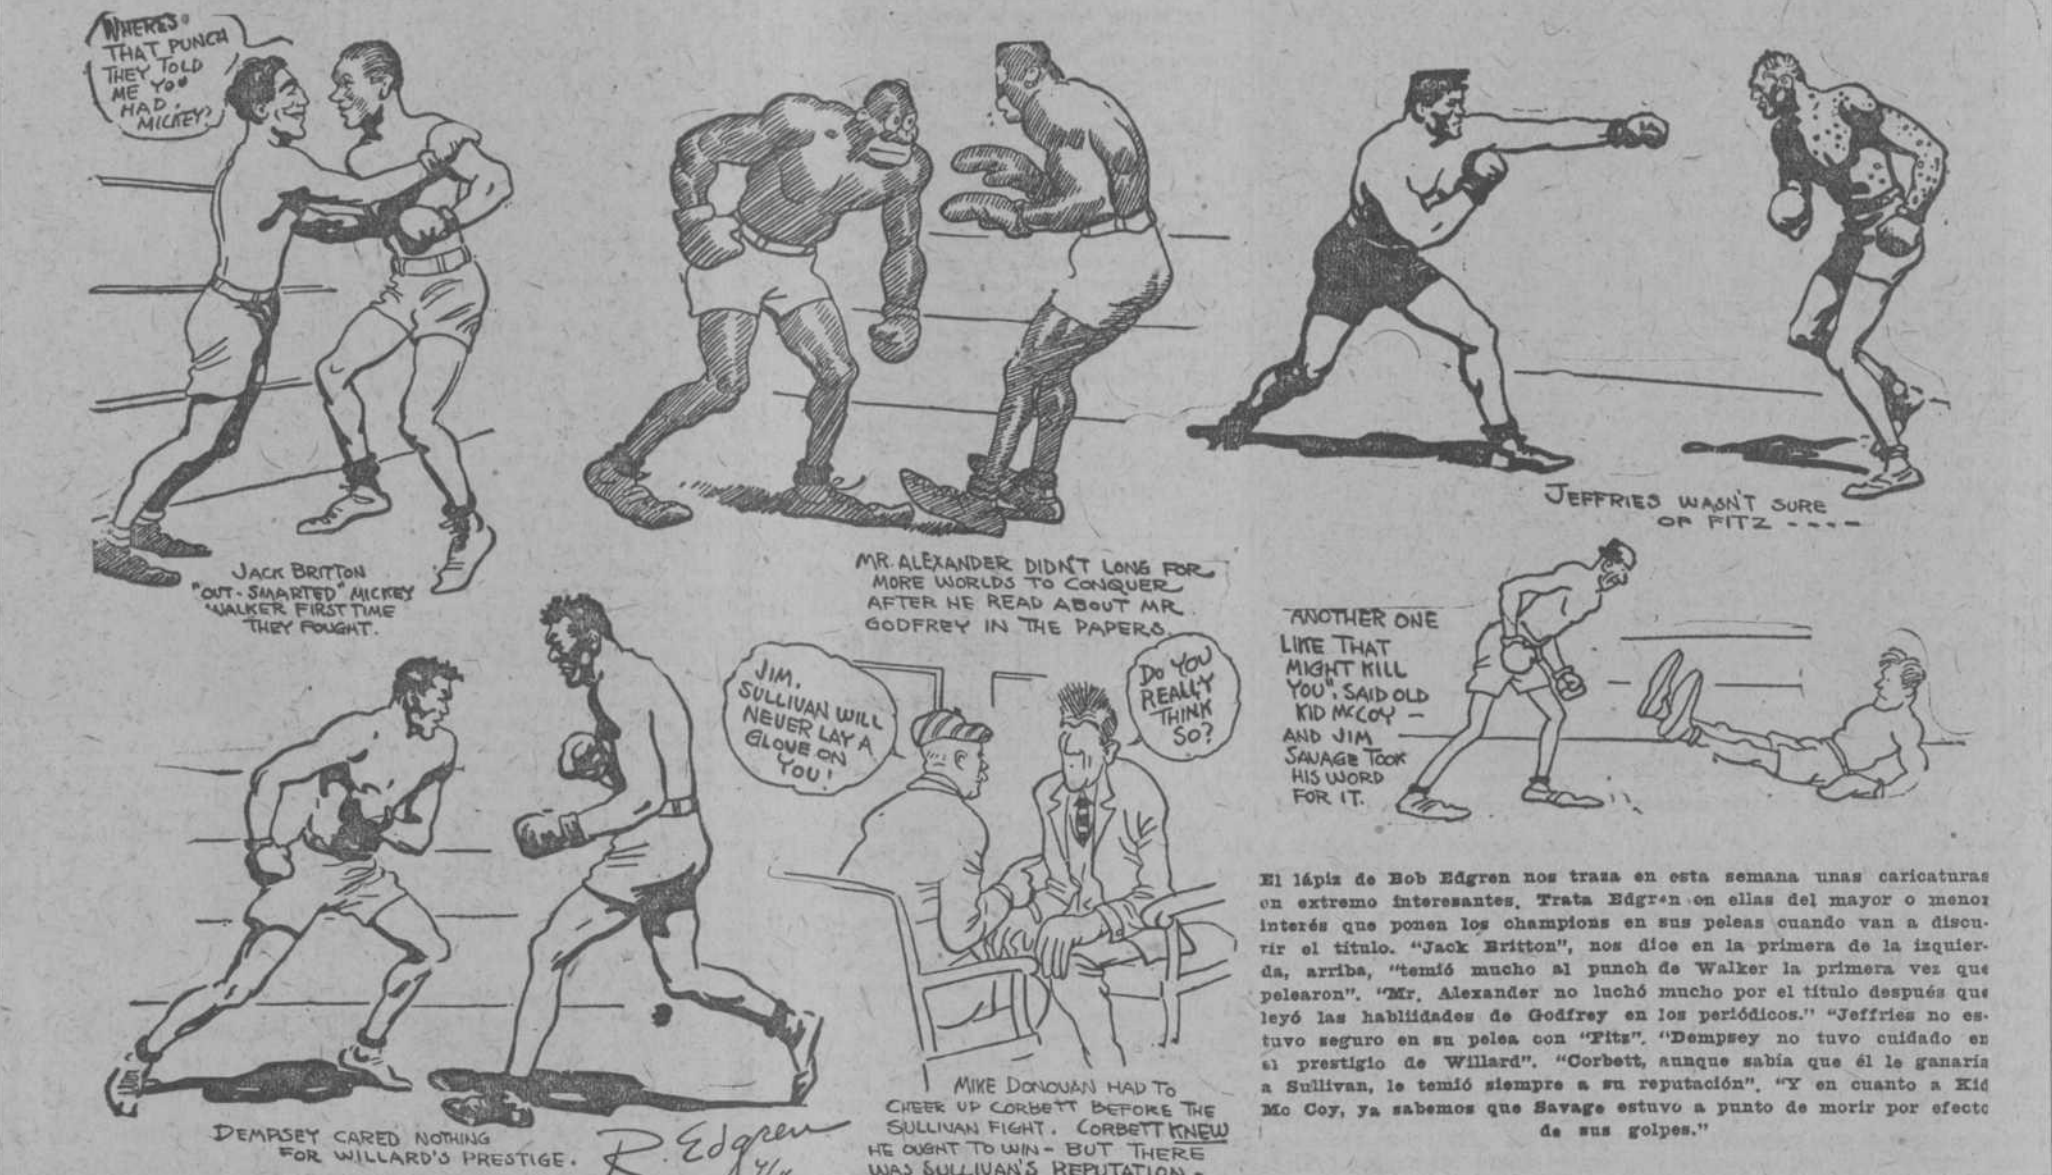 WHERE'S
THAT PUNCH
THEY TOLD
ME YOU
HAD,
MICKEY?
JACK BRITTON
"OUT-SMARTED" MICKEY
WALKER FIRST TIME
THEY FOUGHT.
MR. ALEXANDER DIDN'T LONG FOR
MORE WORLDS TO CONQUER
AFTER HE READ ABOUT MR.
GODFREY IN THE PAPERS.
JEFFRIES WASN'T SURE
OF FITZ ----
DEMPSEY CARED NOTHING
FOR WILLARD'S PRESTIGE.
R. Edgren
JIM,
SULLIVAN WILL
NEVER LAY A
GLOVE ON
YOU!
DO YOU
REALLY
THINK
SO?
MIKE DONOVAN HAD TO
CHEER UP CORBETT BEFORE THE
SULLIVAN FIGHT. CORBETT KNEW
HE OUGHT TO WIN - BUT THERE
WAS SULLIVAN'S REPUTATION -
ANOTHER ONE
LIKE THAT
MIGHT KILL
YOU", SAID OLD
KID McCOY -
AND JIM
SAVAGE TOOK
HIS WORD
FOR IT.
El lápiz de Bob Edgren nos traza en esta semana unas caricaturas
en extremo interesantes. Trata Edgren en ellas del mayor o menor
interés que ponen los champions en sus peleas cuando van a discu-
rir el título. "Jack Britton", nos dice en la primera de la izquier-
da, arriba, "temió mucho al punch de Walker la primera vez que
pelearon". "Mr. Alexander no luchó mucho por el título después que
leyó las habliidades de Godfrey en los periódicos." "Jeffries no es-
tuvo seguro en su pelea con "Fitz". "Dempsey no tuvo cuidado en
el prestigio de Willard". "Corbett, aunque sabía que él le ganaría
a Sullivan, le temió siempre a su reputación". "Y en cuanto a Kid
Mc Coy, ya sabemos que Savage estuvo a punto de morir por efecto
de sus golpes."